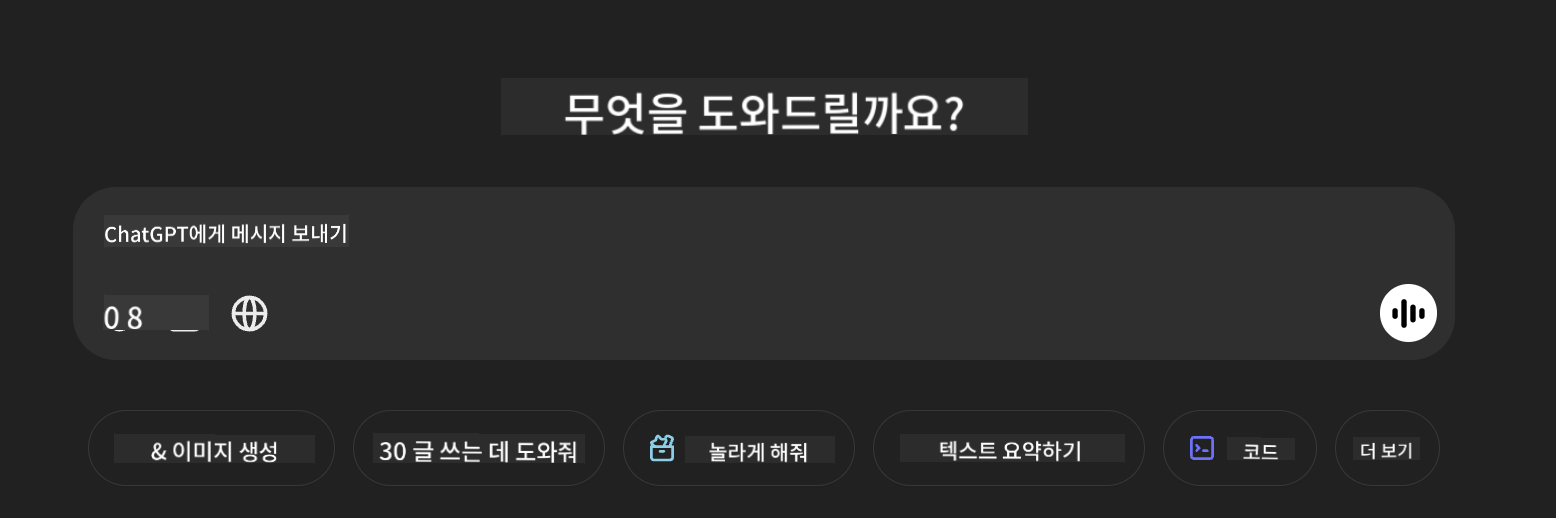 무엇을 도와드릴까요?
ChatGPT에게 메시지 보내기
0 8
& 이미지 생성
30 글 쓰는 데 도와줘
놀라게 해줘
텍스트 요약하기
코드
더 보기